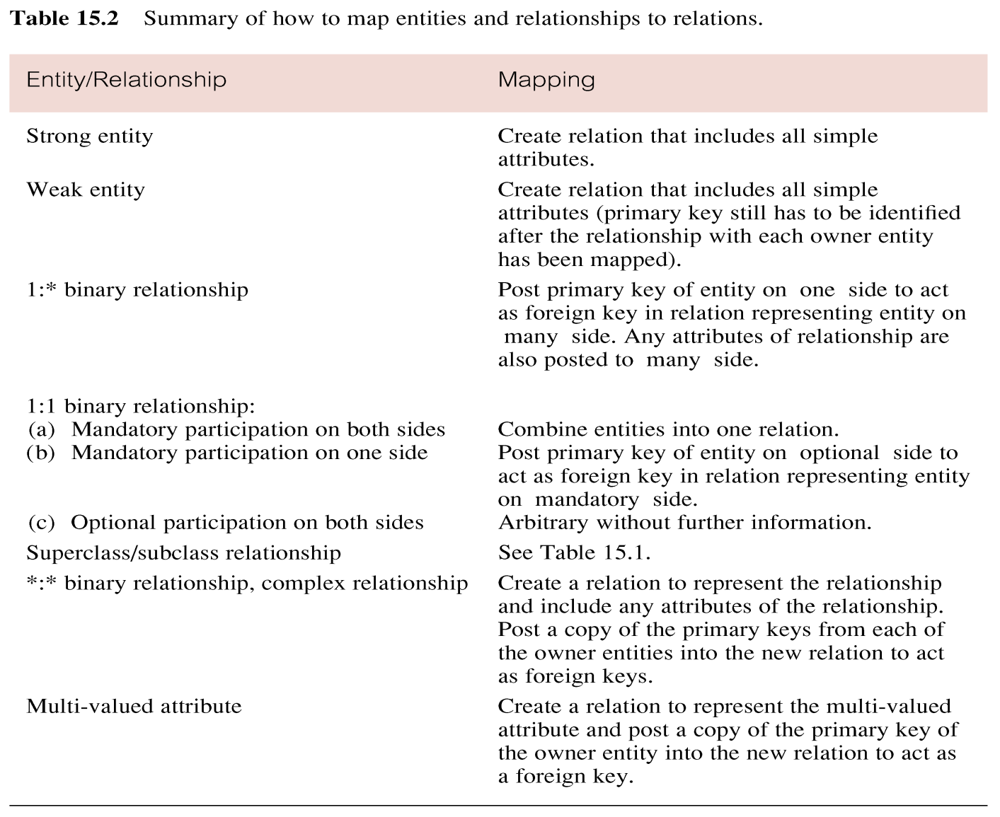 Table 15.2 Summary of how to map entities and relationships to relations.
Entity/Relationship Mapping
Strong entity Create relation that includes all simple
attributes.
Weak entity Create relation that includes all simple
attributes (primary key still has to be identified
after the relationship with each owner entity
has been mapped).
1:* binary relationship Post primary key of entity on one side to act
as foreign key in relation representing entity on
many side. Any attributes of relationship are
also posted to many side.
1:1 binary relationship:
(a) Mandatory participation on both sides Combine entities into one relation.
(b) Mandatory participation on one side Post primary key of entity on optional side to
act as foreign key in relation representing entity
on mandatory side.
(c) Optional participation on both sides Arbitrary without further information.
Superclass/subclass relationship See Table 15.1.
*:* binary relationship, complex relationship Create a relation to represent the relationship
and include any attributes of the relationship.
Post a copy of the primary keys from each of
the owner entities into the new relation to act
as foreign keys.
Multi-valued attribute Create a relation to represent the multi-valued
attribute and post a copy of the primary key of
the owner entity into the new relation to act as
a foreign key.